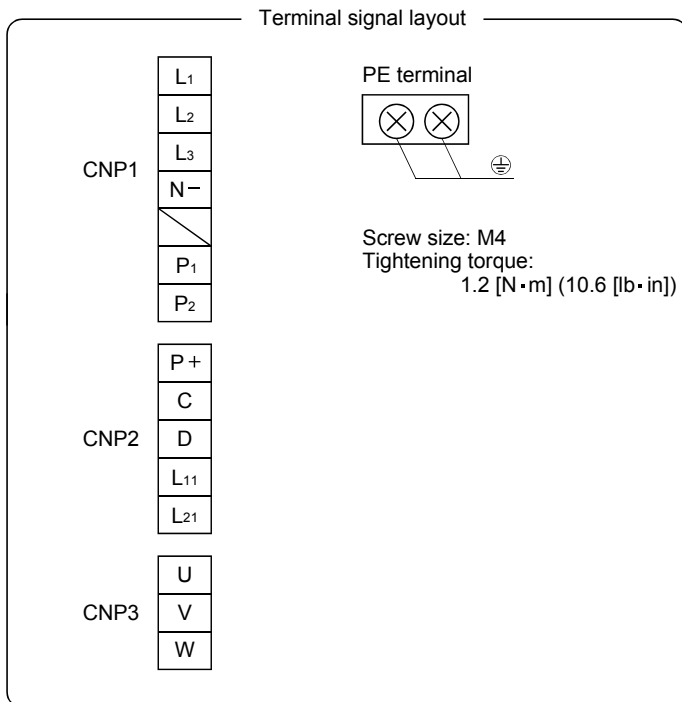 Terminal signal layout
CNP1
L1
L2
L3
N−
P1
P2
PE terminal
Screw size: M4
Tightening torque:
1.2 [N▪m] (10.6 [lb▪in])
CNP2
P+
C
D
L11
L21
CNP3
U
V
W